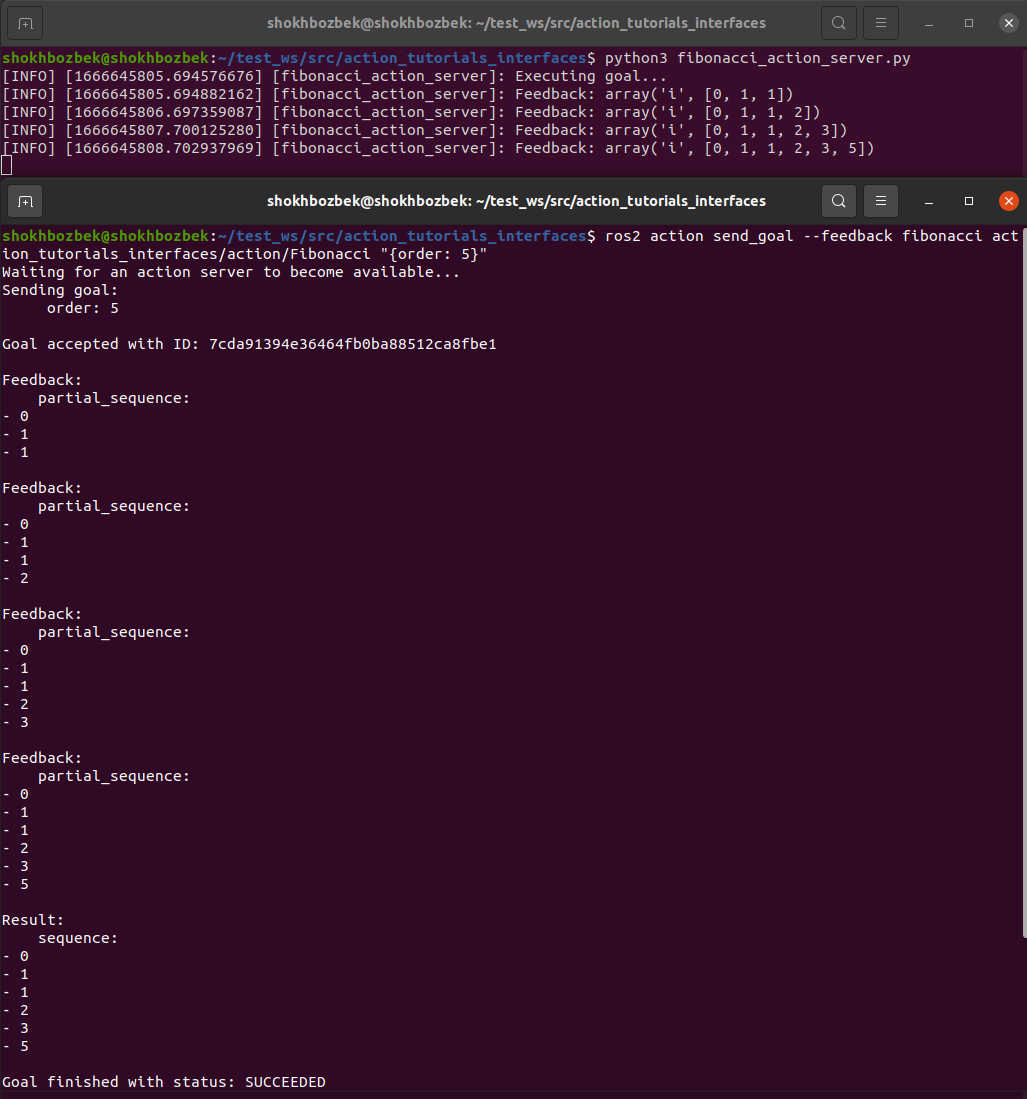 shokhbozbek@shokhbozbek: ~/test_ws/src/action_tutorials_interfaces
shokhbozbek@shokhbozbek:~/test_ws/src/action_tutorials_interfaces$ python3 fibonacci_action_server.py
[INFO] [1666645805.694576676] [fibonacci_action_server]: Executing goal...
[INFO] [1666645805.694882162] [fibonacci_action_server]: Feedback: array('i', [0, 1, 1])
[INFO] [1666645806.697359087] [fibonacci_action_server]: Feedback: array('i', [0, 1, 1, 2])
[INFO] [1666645807.700125280] [fibonacci_action_server]: Feedback: array('i', [0, 1, 1, 2, 3])
[INFO] [1666645808.702937969] [fibonacci_action_server]: Feedback: array('i', [0, 1, 1, 2, 3, 5])
shokhbozbek@shokhbozbek: ~/test_ws/src/action_tutorials_interfaces
shokhbozbek@shokhbozbek:~/test_ws/src/action_tutorials_interfaces$ ros2 action send_goal --feedback fibonacci act
ion_tutorials_interfaces/action/Fibonacci "{order: 5}"
Waiting for an action server to become available...
Sending goal:
     order: 5

Goal accepted with ID: 7cda91394e36464fb0ba88512ca8fbe1

Feedback:
    partial_sequence:
- 0
- 1
- 1

Feedback:
    partial_sequence:
- 0
- 1
- 1
- 2

Feedback:
    partial_sequence:
- 0
- 1
- 1
- 2
- 3

Feedback:
    partial_sequence:
- 0
- 1
- 1
- 2
- 3
- 5

Result:
    sequence:
- 0
- 1
- 1
- 2
- 3
- 5

Goal finished with status: SUCCEEDED